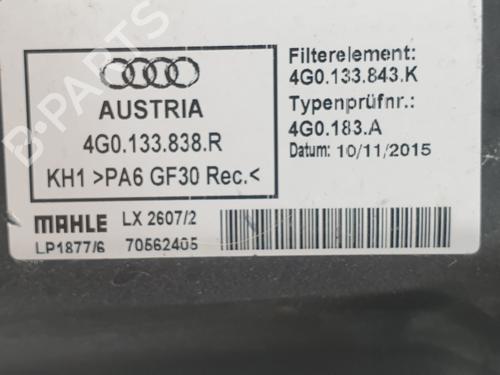 B-PARTS
AUSTRIA
4G0.133.838.R
KH1 >PA6 GF30 Rec.<
Filterelement:
4G0.133.843.K
Typenprüfnr.:
4G0.183.A
Datum: 10/11/2015
MAHLE LX 2607/2
LP1877/6 70562405